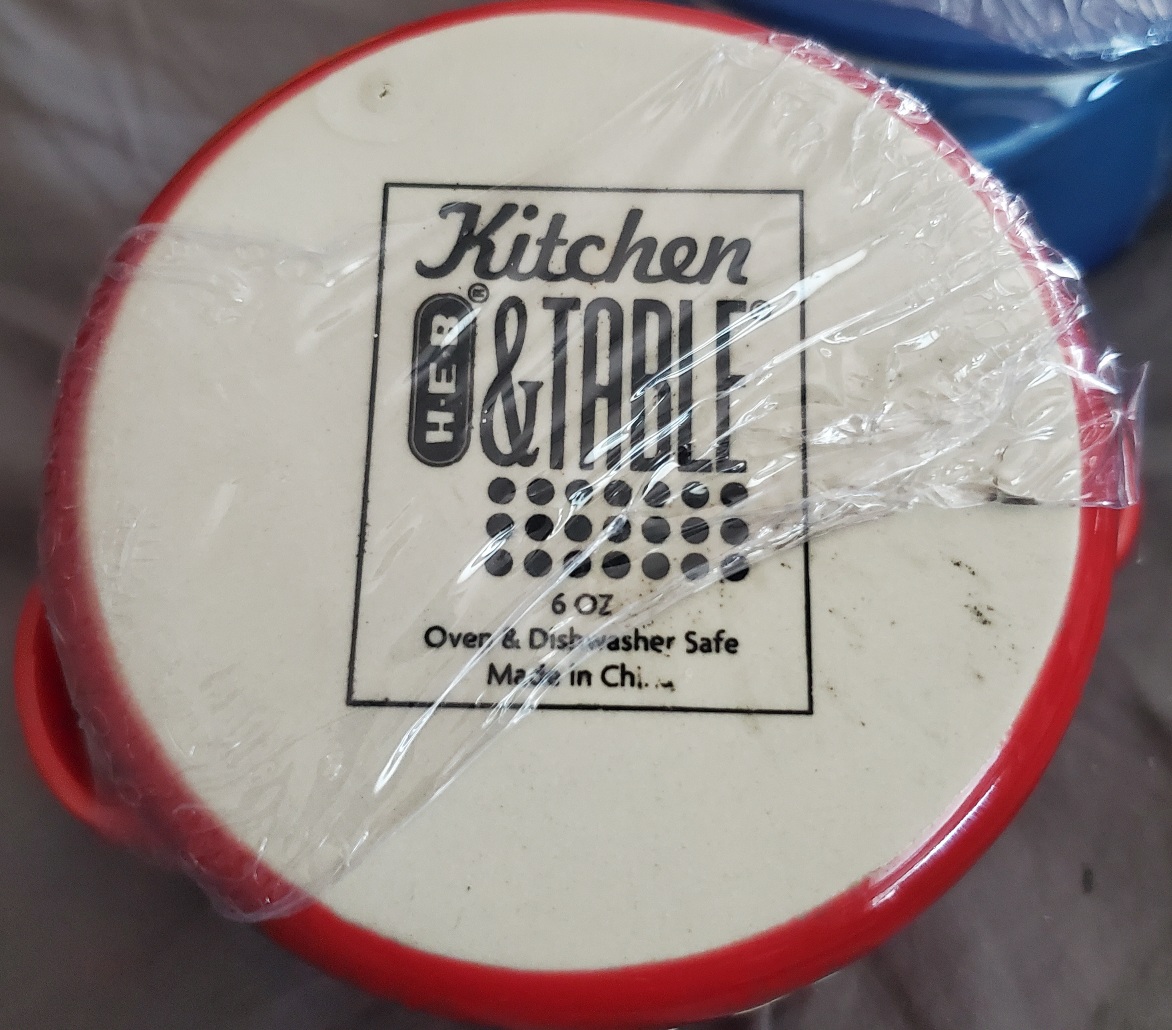 Kitchen
H-E-B® & TABLE®
6 OZ
Oven & Dishwasher Safe
Made in